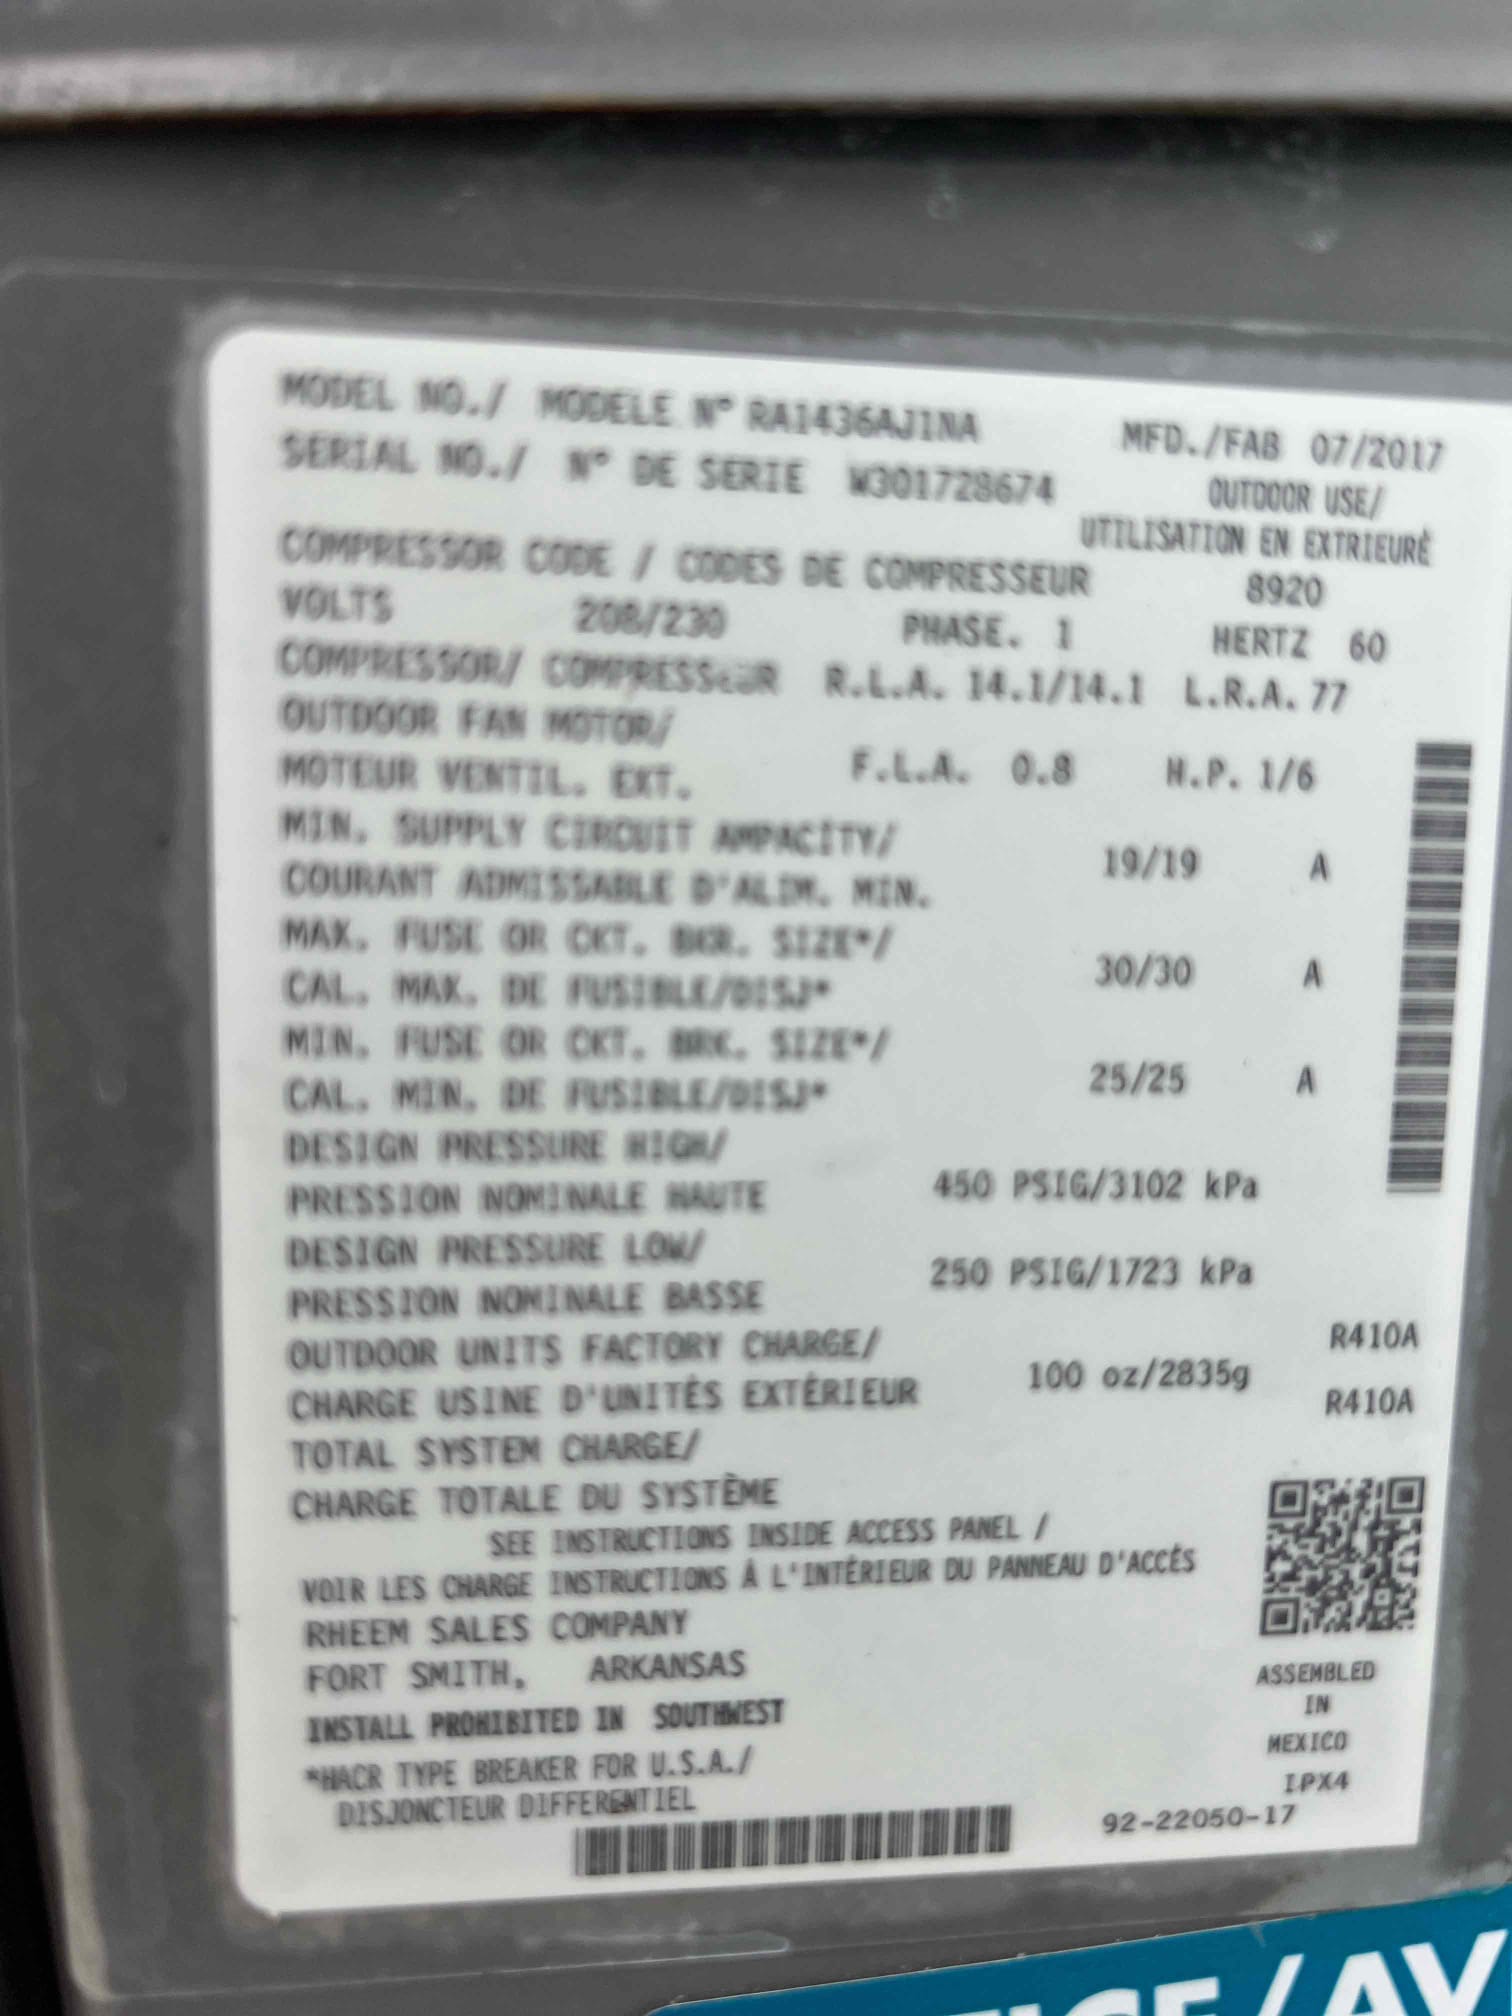 MODEL NO./ MODELE N° RA1436AJ1NA
MFD./FAB 07/2017
SERIAL NO./ N° DE SERIE W301728674
OUTDOOR USE/
UTILISATION EN EXTRIEURÈ
COMPRESSOR CODE / CODES DE COMPRESSEUR 8920
VOLTS 208/230 PHASE. 1 HERTZ 60
COMPRESSOR/ COMPRESSEUR R.L.A. 14.1/14.1 L.R.A. 77
OUTDOOR FAN MOTOR/
MOTEUR VENTIL. EXT. F.L.A. 0.8 H.P. 1/6
MIN. SUPPLY CIRCUIT AMPACITY/
COURANT ADMISSABLE D'ALIM. MIN. 19/19 A
MAX. FUSE OR CKT. BKR. SIZE*/
CAL. MAX. DE FUSIBLE/DISJ* 30/30 A
MIN. FUSE OR CKT. BRK. SIZE*/
CAL. MIN. DE FUSIBLE/DISJ* 25/25 A
DESIGN PRESSURE HIGH/
PRESSION NOMINALE HAUTE 450 PSIG/3102 kPa
DESIGN PRESSURE LOW/
PRESSION NOMINALE BASSE 250 PSIG/1723 kPa
OUTDOOR UNITS FACTORY CHARGE/ R410A
CHARGE USINE D'UNITÉS EXTÉRIEUR 100 oz/2835g R410A
TOTAL SYSTEM CHARGE/
CHARGE TOTALE DU SYSTÈME
SEE INSTRUCTIONS INSIDE ACCESS PANEL /
VOIR LES CHARGE INSTRUCTIONS À L'INTÉRIEUR DU PANNEAU D'ACCÈS
RHEEM SALES COMPANY
FORT SMITH, ARKANSAS
INSTALL PROHIBITED IN SOUTHWEST
*HACR TYPE BREAKER FOR U.S.A./
DISJONCTEUR DIFFERENTIEL
ASSEMBLED
IN
MEXICO
IPX4
92-22050-17